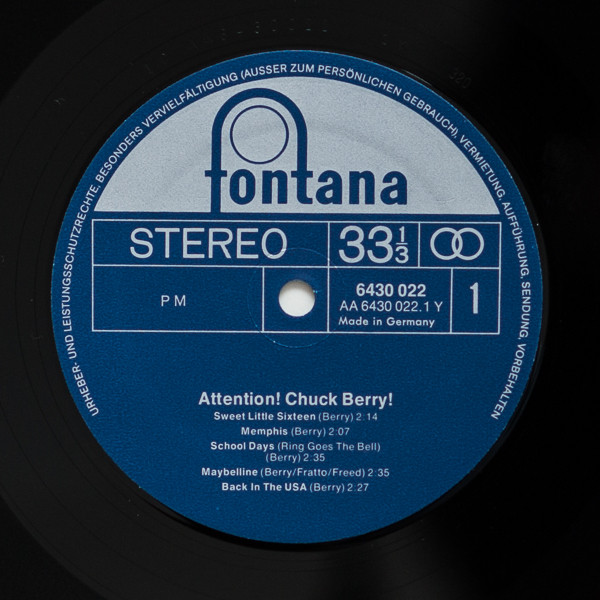 URHEBER- UND LEISTUNGSSCHUTZRECHTE, BESONDERS VERVIELFÄLTIGUNG (AUSSER ZUM PERSÖNLICHEN GEBRAUCH), VERMIETUNG, AUFFÜHRUNG, SENDUNG, VORBEHALTEN
fontana
STEREO
33 1/3
PM
6430 022
AA 6430 022.1 Y
Made in Germany
1
Attention! Chuck Berry!
Sweet Little Sixteen (Berry) 2:14
Memphis (Berry) 2:07
School Days (Ring Goes The Bell)
(Berry) 2:35
Maybelline (Berry/Fratto/Freed) 2:35
Back In The USA (Berry) 2:27